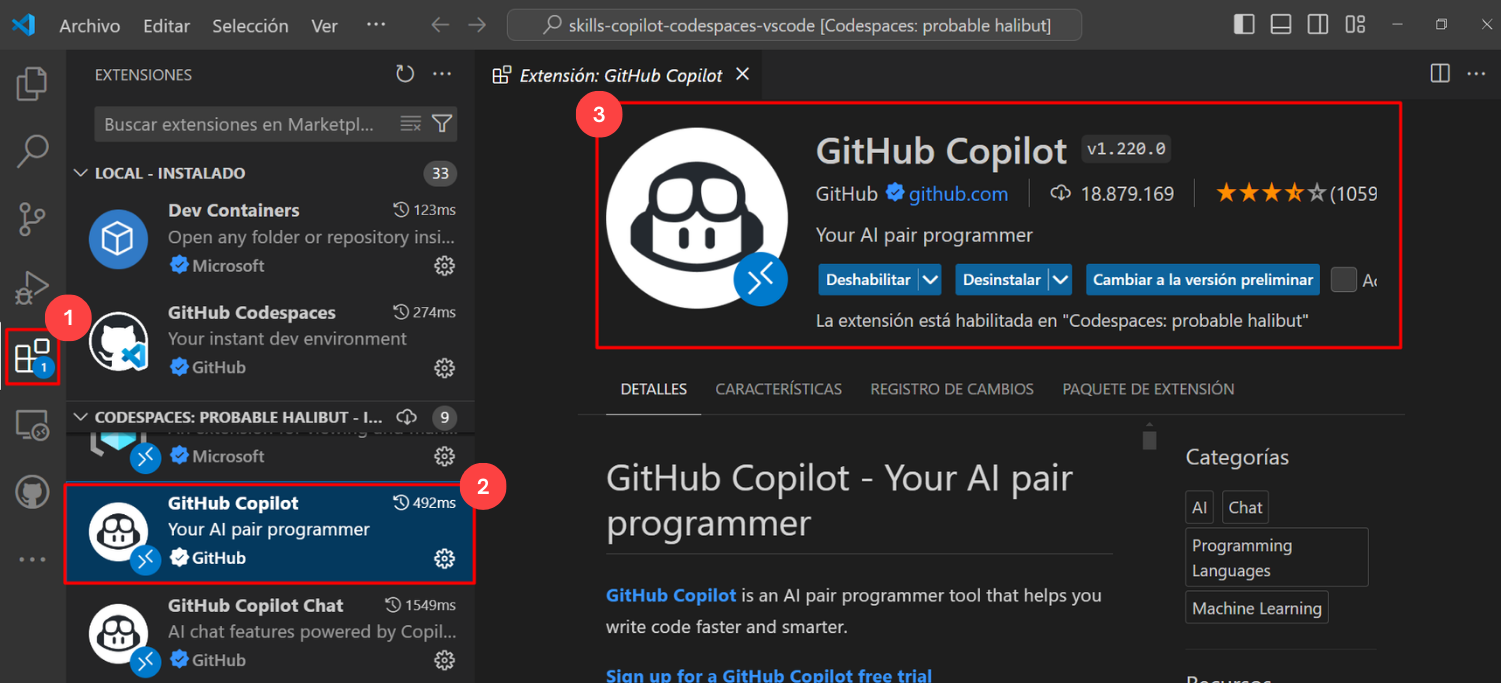 Archivo Editar Selección Ver ···
skills-copilot-codespaces-vscode [Codespaces: probable halibut]
EXTENSIONES
Buscar extensiones en Marketpl...
LOCAL - INSTALADO 33
Dev Containers 123ms
Open any folder or repository insi...
Microsoft
1
1
GitHub Codespaces 274ms
Your instant dev environment
GitHub
CODESPACES: PROBABLE HALIBUT - I... 9
Microsoft
2
GitHub Copilot 492ms
Your AI pair programmer
GitHub
GitHub Copilot Chat 1549ms
AI chat features powered by Copil...
GitHub
Extensión: GitHub Copilot
3
GitHub Copilot v1.220.0
GitHub github.com 18.879.169 (1059
Your AI pair programmer
Deshabilitar Desinstalar Cambiar a la versión preliminar
La extensión está habilitada en "Codespaces: probable halibut"
DETALLES CARACTERÍSTICAS REGISTRO DE CAMBIOS PAQUETE DE EXTENSIÓN
GitHub Copilot - Your AI pair
programmer
GitHub Copilot is an AI pair programmer tool that helps you
write code faster and smarter.
Sign up for a GitHub Copilot free trial
Categorías
AI Chat
Programming
Languages
Machine Learning
Recursos